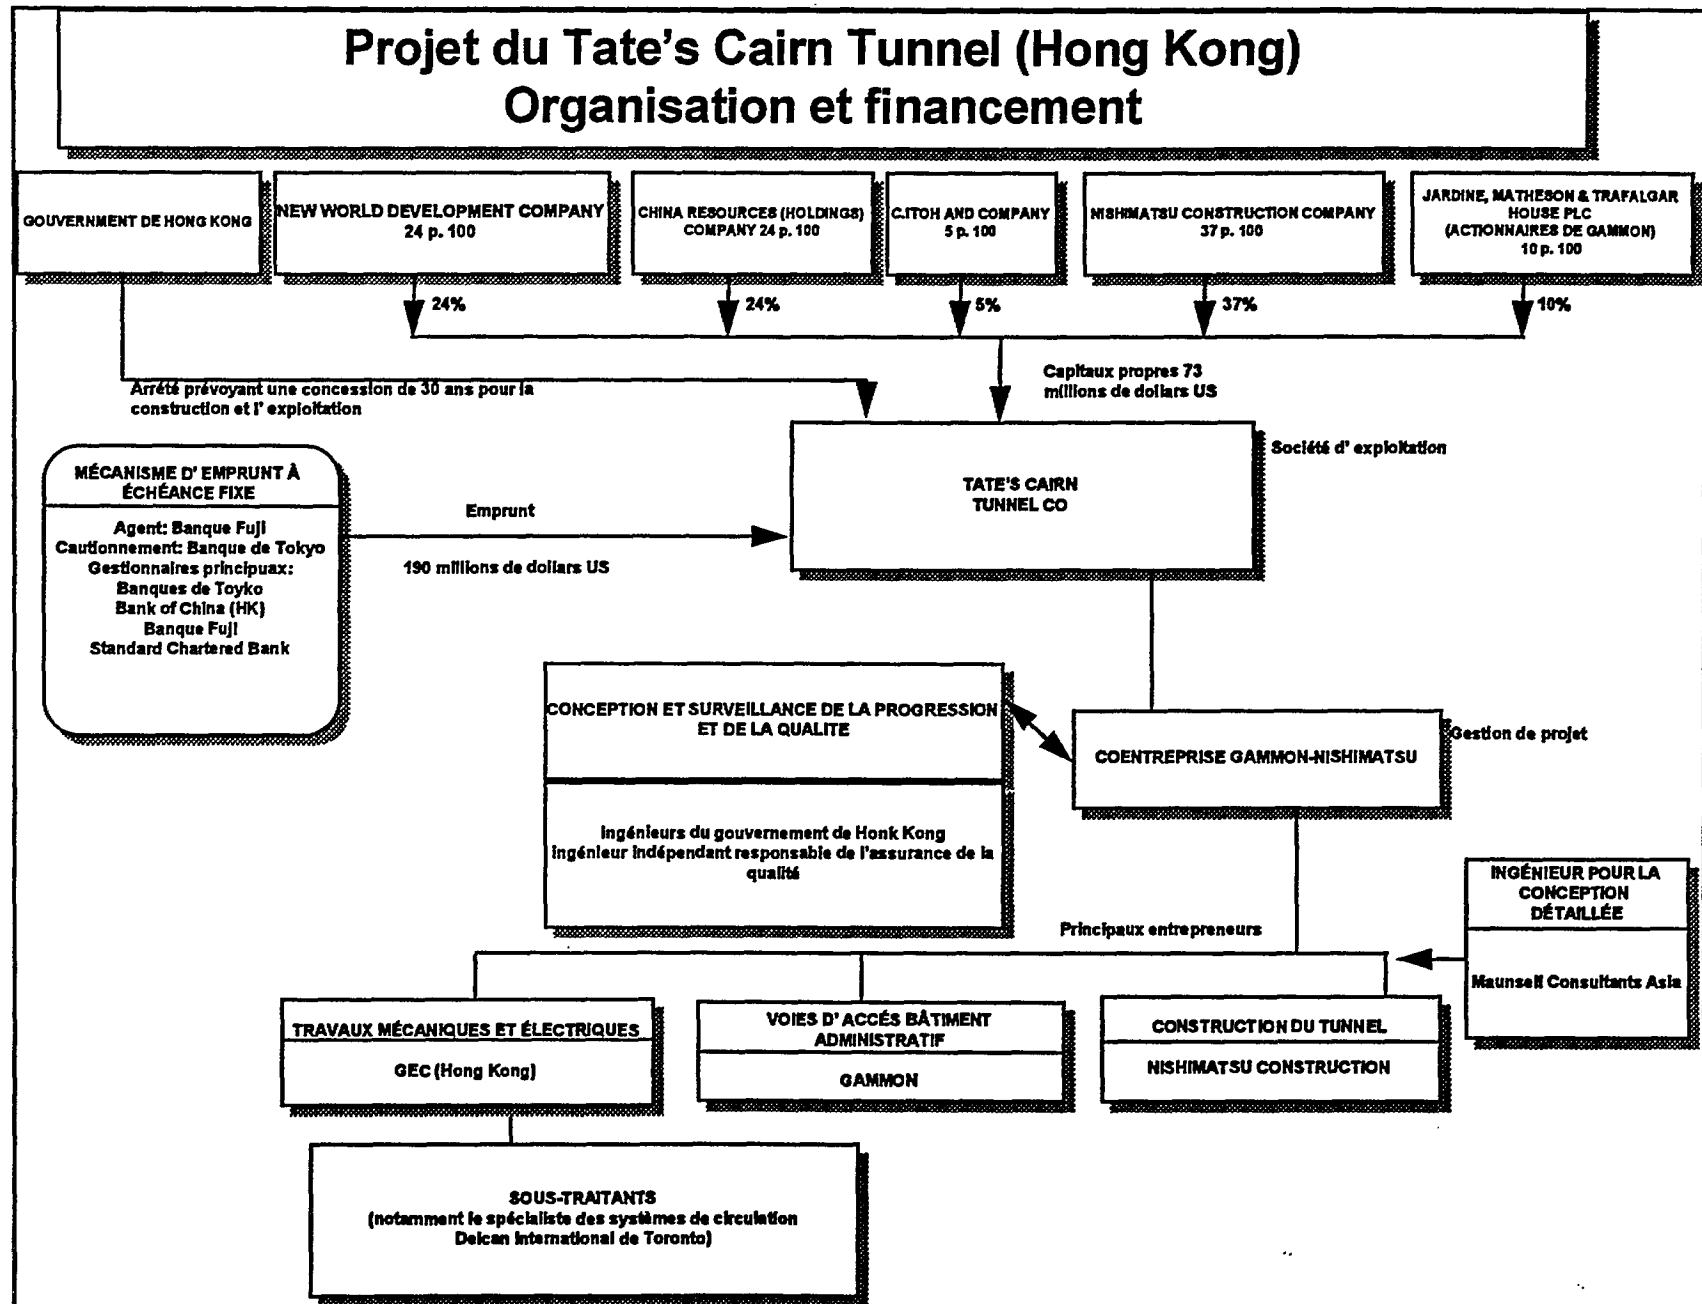 Projet du Tate's Cairn Tunnel (Hong Kong)
Organisation et financement
GOUVERNMENT DE HONG KONG
NEW WORLD DEVELOPMENT COMPANY
24 p. 100
CHINA RESOURCES (HOLDINGS)
COMPANY 24 p. 100
C.ITOH AND COMPANY
5 p. 100
NISHIMATSU CONSTRUCTION COMPANY
37 p. 100
JARDINE, MATHESON & TRAFALGAR
HOUSE PLC
(ACTIONNAIRES DE GAMMON)
10 p. 100
24%
24%
5%
37%
10%
Arrété prévoyant une concession de 30 ans pour la
construction et l' exploitation
Capitaux propres 73
millions de dollars US
MÉCANISME D' EMPRUNT À
ÉCHÉANCE FIXE
Agent: Banque Fuji
Cautionnement: Banque de Tokyo
Gestionnaires principuax:
Banques de Toyko
Bank of China (HK)
Banque Fuji
Standard Chartered Bank
Emprunt
190 millions de dollars US
TATE'S CAIRN
TUNNEL CO
Société d' exploitation
CONCEPTION ET SURVEILLANCE DE LA PROGRESSION
ET DE LA QUALITE
Ingénieurs du gouvernement de Honk Kong
ingénieur indépendant responsable de l'assurance de la
qualité
COENTREPRISE GAMMON-NISHIMATSU
Gestion de projet
Principaux entrepreneurs
INGÉNIEUR POUR LA
CONCEPTION
DÉTAILLÉE
Maunsell Consultants Asia
TRAVAUX MÉCANIQUES ET ÉLECTRIQUES
GEC (Hong Kong)
VOIES D' ACCÉS BÂTIMENT
ADMINISTRATIF
GAMMON
CONSTRUCTION DU TUNNEL
NISHIMATSU CONSTRUCTION
SOUS-TRAITANTS
(notamment le spécialiste des systèmes de circulation
Delcan International de Toronto)